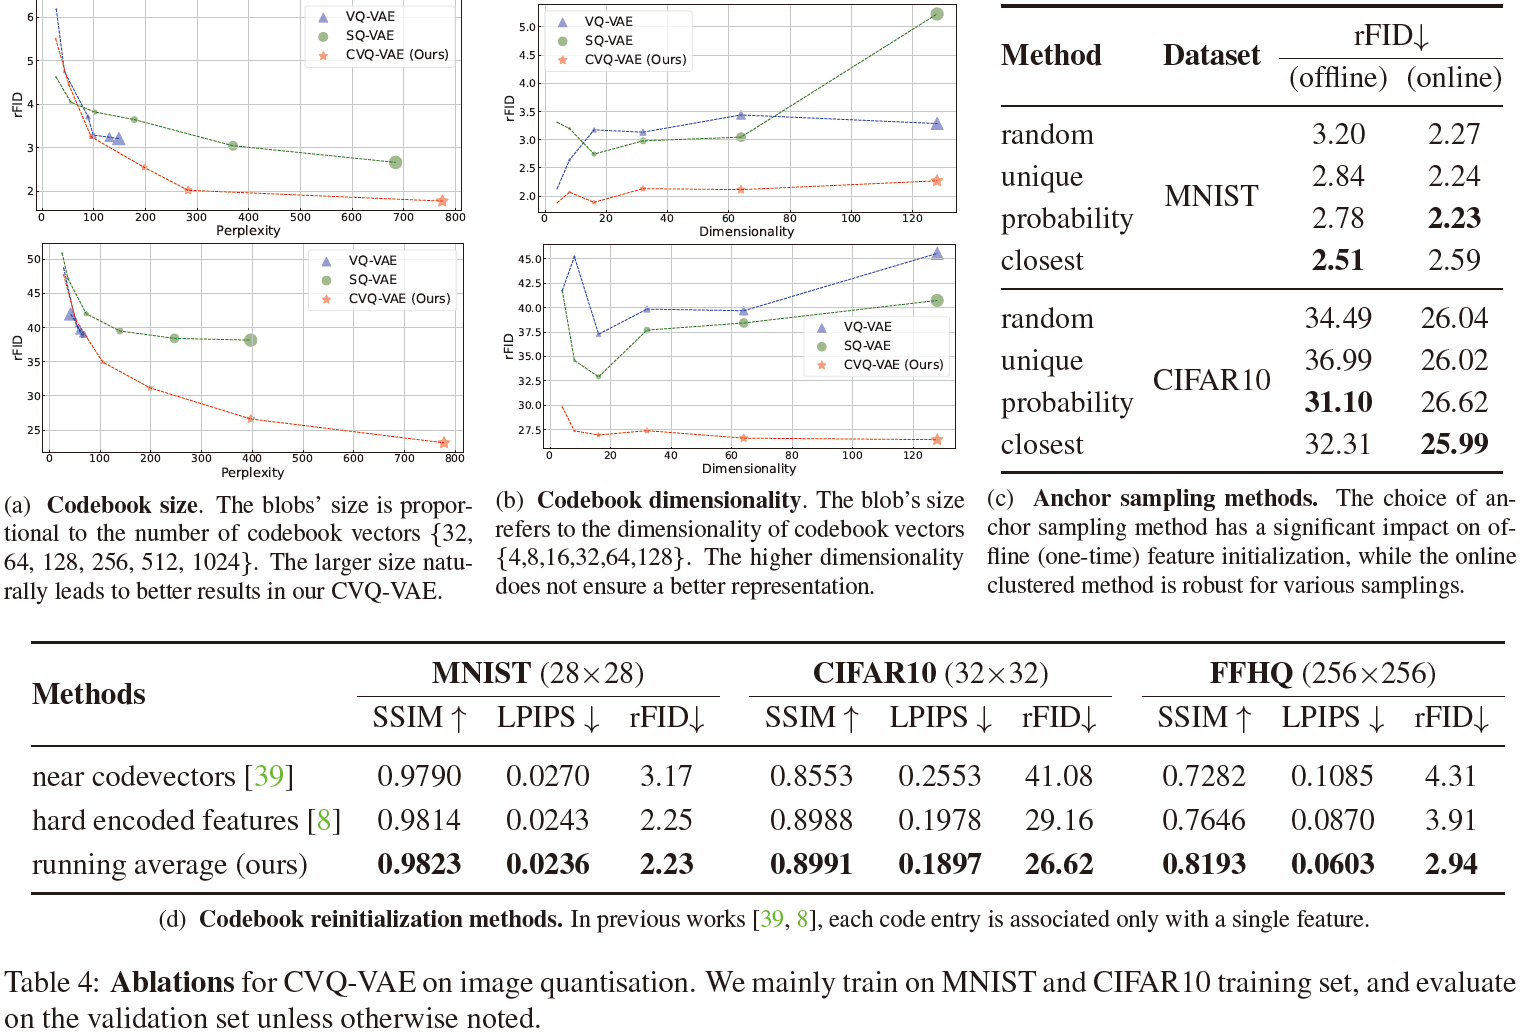 6
5
4
3
2
rFID
0 100 200 300 400 500 600 700 800
Perplexity
VQ-VAE
SQ-VAE
CVQ-VAE (Ours)
50
45
40
35
30
25
rFID
0 100 200 300 400 500 600 700 800
Perplexity
VQ-VAE
SQ-VAE
CVQ-VAE (Ours)
(a) Codebook size. The blobs' size is propor-
tional to the number of codebook vectors {32,
64, 128, 256, 512, 1024}. The larger size natu-
rally leads to better results in our CVQ-VAE.
5.0
4.5
4.0
3.5
3.0
2.5
2.0
rFID
0 20 40 60 80 100 120
Dimensionality
VQ-VAE
SQ-VAE
CVQ-VAE (Ours)
45.0
42.5
40.0
37.5
35.0
32.5
30.0
27.5
rFID
0 20 40 60 80 100 120
Dimensionality
VQ-VAE
SQ-VAE
CVQ-VAE (Ours)
(b) Codebook dimensionality. The blob's size
refers to the dimensionality of codebook vectors
{4,8,16,32,64,128}. The higher dimensionality
does not ensure a better representation.
Method Dataset rFID↓
(offline) (online)
random 3.20 2.27
unique 2.84 2.24
MNIST
probability 2.78 2.23
closest 2.51 2.59
random 34.49 26.04
unique 36.99 26.02
CIFAR10
probability 31.10 26.62
closest 32.31 25.99
(c) Anchor sampling methods. The choice of an-
chor sampling method has a significant impact on of-
fline (one-time) feature initialization, while the online
clustered method is robust for various samplings.
Methods MNIST (28×28) CIFAR10 (32×32) FFHQ (256×256)
SSIM ↑ LPIPS ↓ rFID↓ SSIM ↑ LPIPS ↓ rFID↓ SSIM ↑ LPIPS ↓ rFID↓
near codevectors [39] 0.9790 0.0270 3.17 0.8553 0.2553 41.08 0.7282 0.1085 4.31
hard encoded features [8] 0.9814 0.0243 2.25 0.8988 0.1978 29.16 0.7646 0.0870 3.91
running average (ours) 0.9823 0.0236 2.23 0.8991 0.1897 26.62 0.8193 0.0603 2.94
(d) Codebook reinitialization methods. In previous works [39, 8], each code entry is associated only with a single feature.
Table 4: Ablations for CVQ-VAE on image quantisation. We mainly train on MNIST and CIFAR10 training set, and evaluate
on the validation set unless otherwise noted.